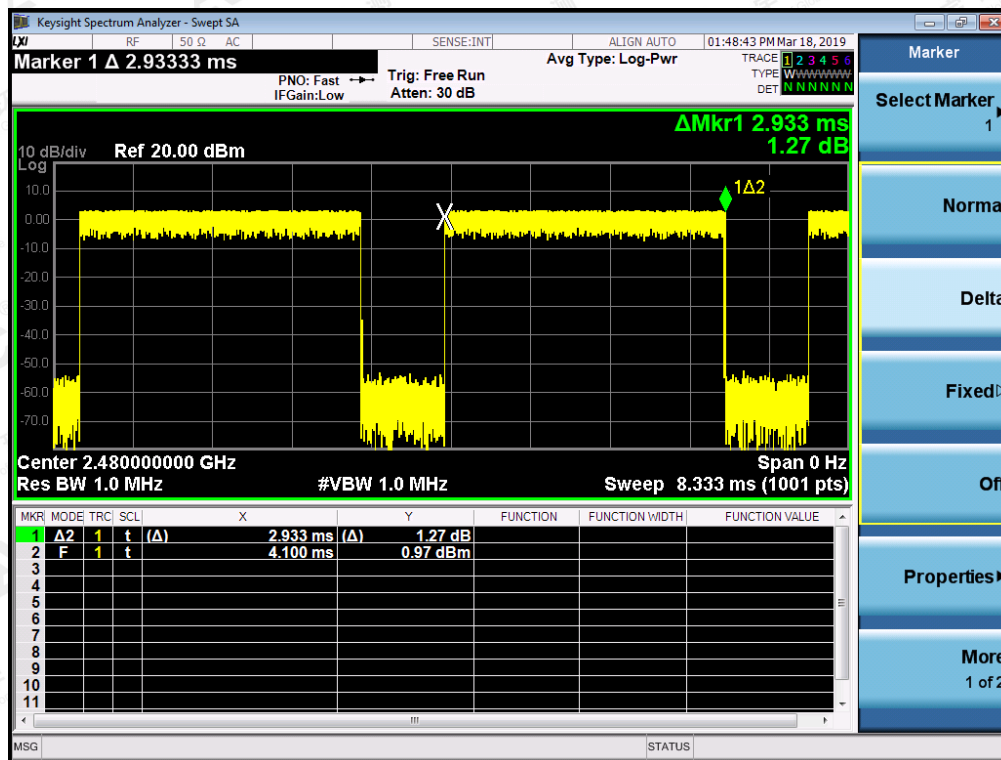 Keysight Spectrum Analyzer - Swept SA
LXI RF 50 Ω AC SENSE:INT ALIGN AUTO 01:48:43 PM Mar 18, 2019
Marker 1 Δ 2.93333 ms
PNO: Fast
IFGain:Low
Trig: Free Run
Atten: 30 dB
Avg Type: Log-Pwr
TRACE 1 2 3 4 5 6
TYPE WWWWWW
DET N N N N N N
ΔMkr1 2.933 ms
1.27 dB
10 dB/div Ref 20.00 dBm
Log
10.0
0.00
-10.0
-20.0
-30.0
-40.0
-50.0
-60.0
-70.0
X
1Δ2
Center 2.480000000 GHz Span 0 Hz
Res BW 1.0 MHz #VBW 1.0 MHz Sweep 8.333 ms (1001 pts)
MKR MODE TRC SCL X Y FUNCTION FUNCTION WIDTH FUNCTION VALUE
1 Δ2 1 t (Δ) 2.933 ms (Δ) 1.27 dB
2 F 1 t 4.100 ms 0.97 dBm
3
4
5
6
7
8
9
10
11
MSG STATUS
Marker
Select Marker
1
Norma
Delta
Fixed
Of
Properties
More
1 of 2